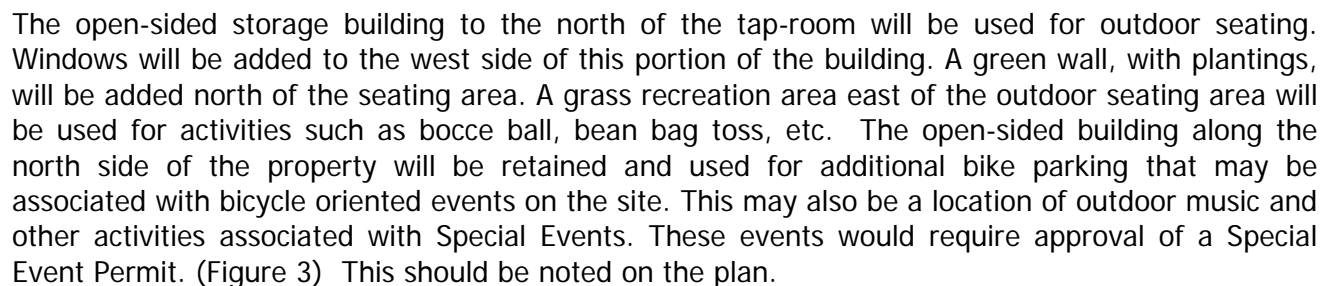 The open-sided storage building to the north of the tap-room will be used for outdoor seating.
Windows will be added to the west side of this portion of the building. A green wall, with plantings,
will be added north of the seating area. A grass recreation area east of the outdoor seating area will
be used for activities such as bocce ball, bean bag toss, etc.  The open-sided building along the
north side of the property will be retained and used for additional bike parking that may be
associated with bicycle oriented events on the site. This may also be a location of outdoor music and
other activities associated with Special Events. These events would require approval of a Special
Event Permit. (Figure 3)  This should be noted on the plan.